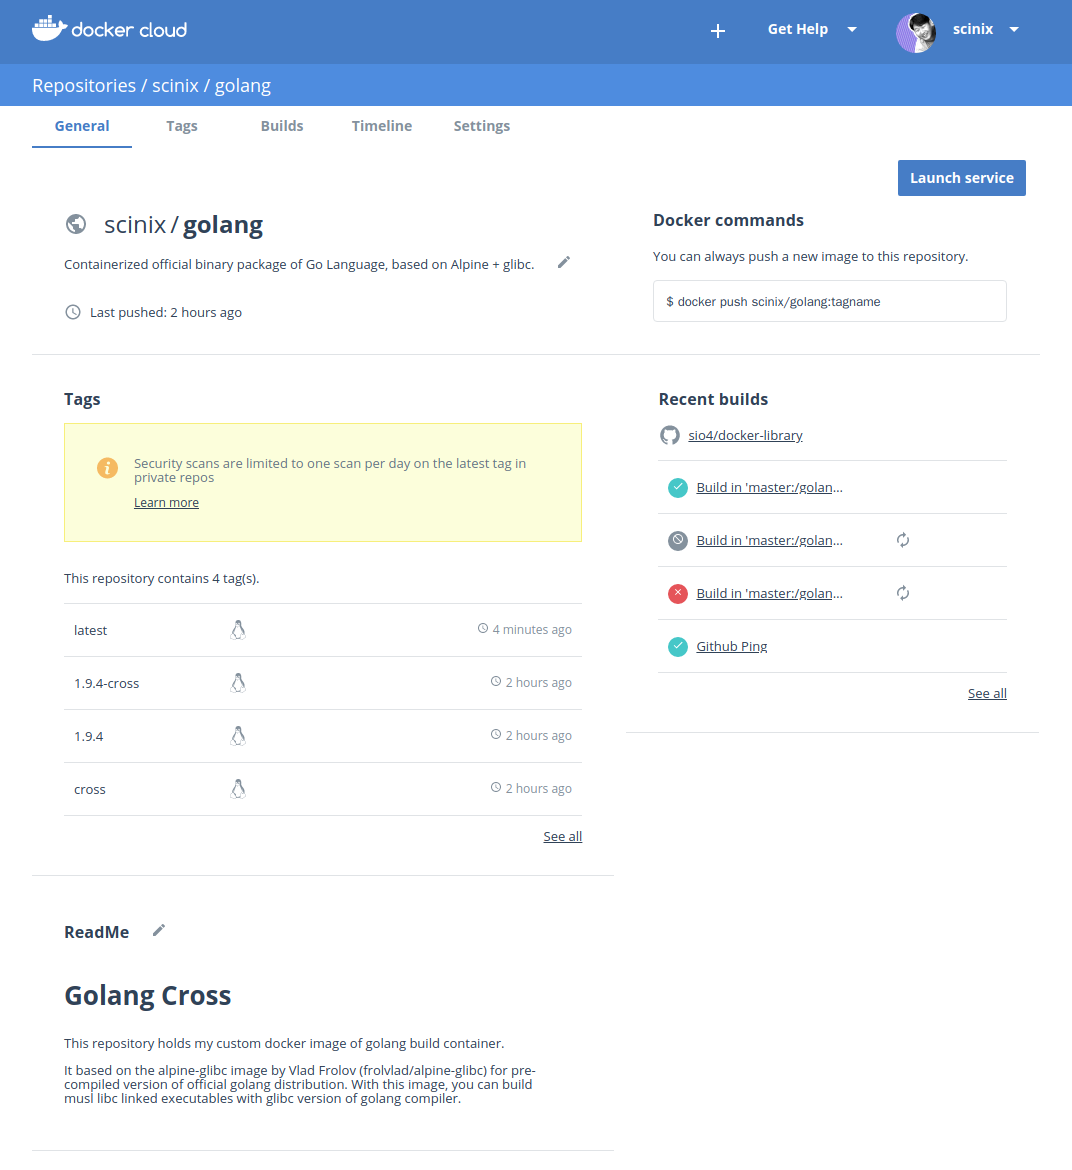 docker cloud
Get Help
scinix
Repositories / scinix / golang
General
Tags
Builds
Timeline
Settings
Launch service
scinix / golang
Containerized official binary package of Go Language, based on Alpine + glibc.
Last pushed: 2 hours ago
Docker commands
You can always push a new image to this repository.
$ docker push scinix/golang:tagname
Tags
Security scans are limited to one scan per day on the latest tag in
private repos
Learn more
This repository contains 4 tag(s).
latest
4 minutes ago
1.9.4-cross
2 hours ago
1.9.4
2 hours ago
cross
2 hours ago
See all
Recent builds
sio4/docker-library
Build in 'master:/golan...
Build in 'master:/golan...
Build in 'master:/golan...
Github Ping
See all
ReadMe
Golang Cross
This repository holds my custom docker image of golang build container.
It based on the alpine-glibc image by Vlad Frolov (frolvlad/alpine-glibc) for pre-
compiled version of official golang distribution. With this image, you can build
musl libc linked executables with glibc version of golang compiler.